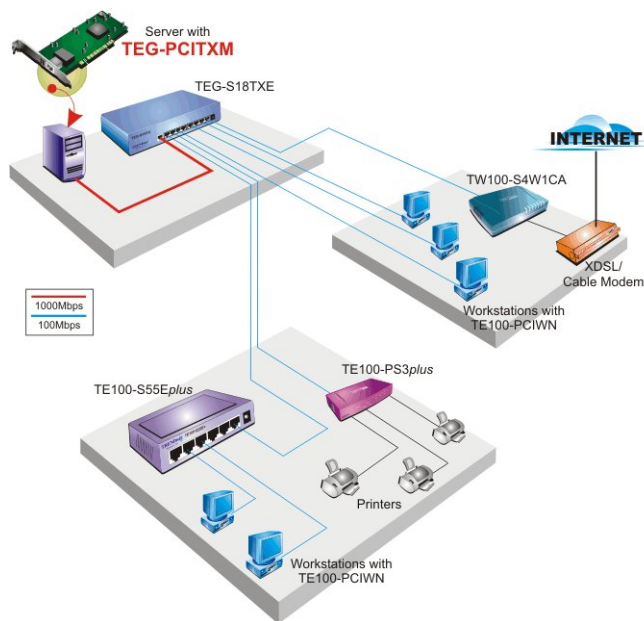 Server with
TEG-PCITXM
TEG-S18TXE
INTERNET
TW100-S4W1CA
XDSL/
Cable Modem
Workstations with
TE100-PCIWN
1000Mbps
100Mbps
TE100-S55Eplus
TE100-PS3plus
Printers
Workstations with
TE100-PCIWN